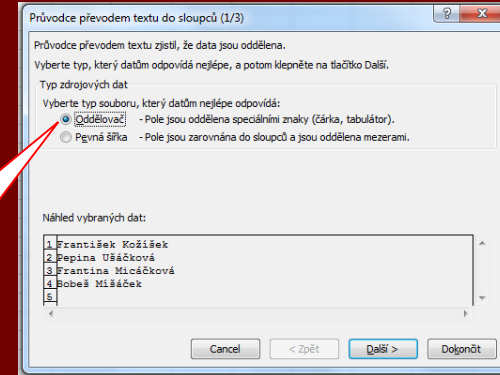 Průvodce převodem textu do sloupců (1/3)
Průvodce převodem textu zjistil, že data jsou oddělena.
Vyberte typ, který datům odpovídá nejlépe, a potom klepněte na tlačítko Další.
Typ zdrojových dat
Vyberte typ souboru, který datům nejlépe odpovídá:
Oddělovač - Pole jsou oddělena speciálními znaky (čárka, tabulátor).
Pevná šířka - Pole jsou zarovnána do sloupců a jsou oddělena mezerami.
Náhled vybraných dat:
1 František Kožíšek
2 Pepina Ušáčková
3 Frantina Micáčková
4 Bobeš Mišáček
5
Cancel < Zpět Další > Dokončit